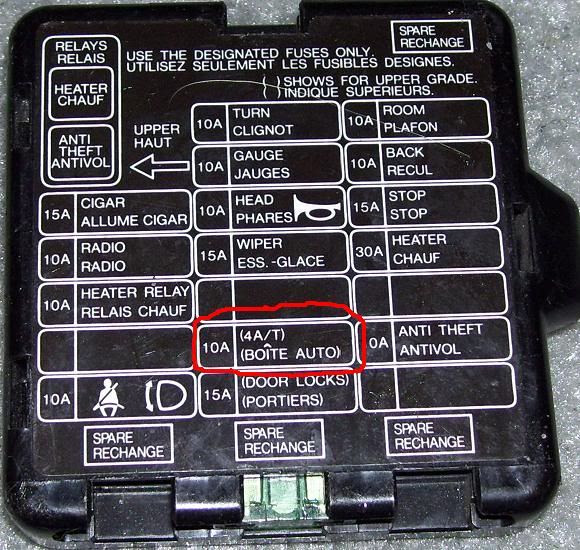 SPARE
RECHARGE
RELAYS
RELAIS
USE THE DESIGNATED FUSES ONLY.
UTILISEZ SEULEMENT LES FUSIBLES DESIGNES.
( ) SHOWS FOR UPPER GRADE.
INDIQUE SUPERIEURS.
HEATER
CHAUF
ANTI
THEFT
ANTIVOL
UPPER
HAUT
10A TURN
CLIGNOT
10A ROOM
PLAFON
10A GAUGE
JAUGES
10A BACK
RECUL
15A CIGAR
ALLUME CIGAR
10A HEAD
PHARES
15A STOP
STOP
10A RADIO
RADIO
15A WIPER
ESS.-GLACE
30A HEATER
CHAUF
10A HEATER RELAY
RELAIS CHAUF
10A (4A/T)
(BOÎTE AUTO)
0A ANTI THEFT
ANTIVOL
10A
15A (DOOR LOCKS)
(PORTIERS)
SPARE
RECHANGE
SPARE
RECHANGE
SPARE
RECHANGE